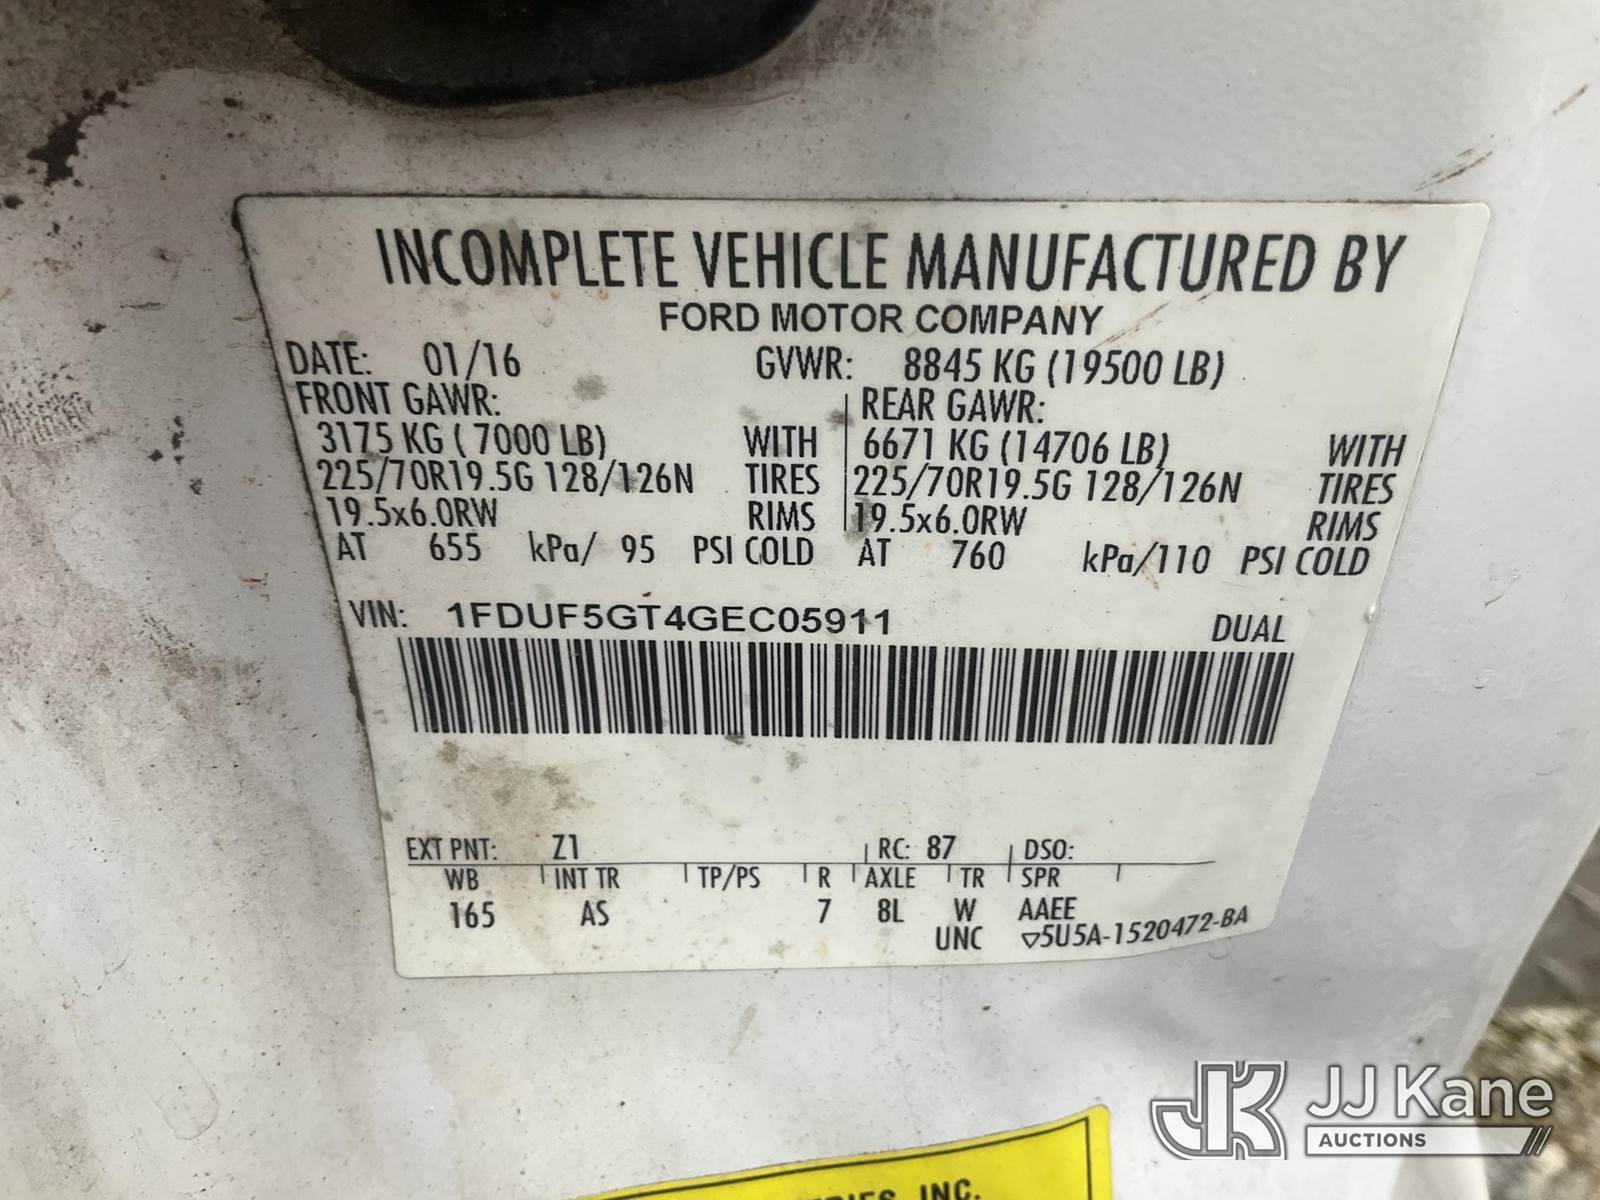 INCOMPLETE VEHICLE MANUFACTURED BY
FORD MOTOR COMPANY
DATE: 01/16 GVWR: 8845 KG (19500 LB)
FRONT GAWR: REAR GAWR:
3175 KG ( 7000 LB) WITH 6671 KG (14706 LB) WITH
225/70R19.5G 128/126N TIRES 225/70R19.5G 128/126N TIRES
19.5x6.0RW RIMS 19.5x6.0RW RIMS
AT 655 kPa/ 95 PSI COLD AT 760 kPa/110 PSI COLD
VIN: 1FDUF5GT4GEC05911 DUAL
EXT PNT: Z1 RC: 87 DSO:
WB INT TR TP/PS R AXLE TR SPR
165 AS 7 8L W AAEE
UNC ▽5U5A-1520472-BA
JJ Kane
AUCTIONS
INC.